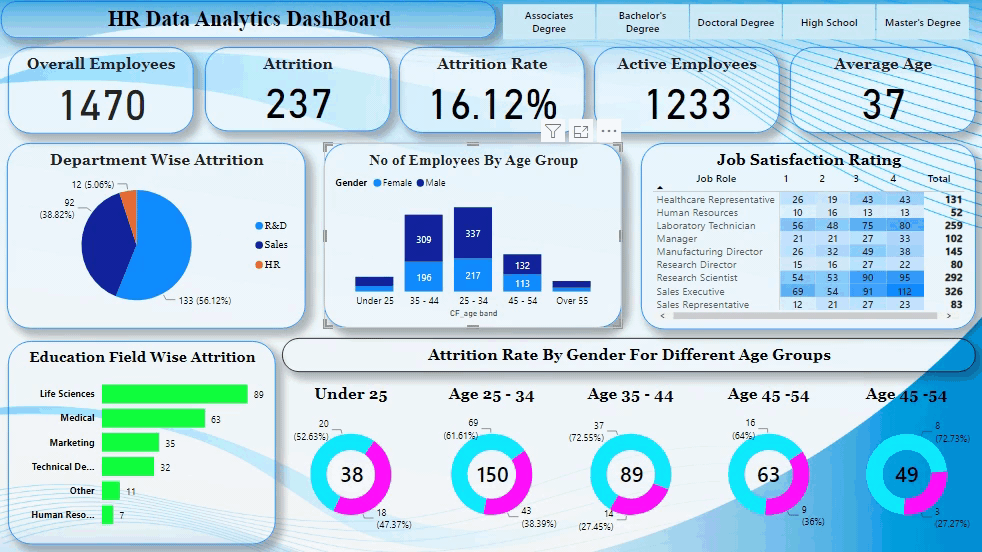 HR Data Analytics DashBoard
Associates Degree
Bachelor's Degree
Doctoral Degree
High School
Master's Degree
Overall Employees
1470
Attrition
237
Attrition Rate
16.12%
Active Employees
1233
Average Age
37
Department Wise Attrition
12 (5.06%)
92
(38.82%)
133 (56.12%)
R&D
Sales
HR
No of Employees By Age Group
Gender Female Male
309
196
337
217
132
113
Under 25 35 - 44 25 - 34 45 - 54 Over 55
CF_age band
Job Satisfaction Rating
Job Role 1 2 3 4 Total
Healthcare Representative 26 19 43 43 131
Human Resources 10 16 13 13 52
Laboratory Technician 56 48 75 80 259
Manager 21 21 27 33 102
Manufacturing Director 26 32 49 38 145
Research Director 15 16 27 22 80
Research Scientist 54 53 90 95 292
Sales Executive 69 54 91 112 326
Sales Representative 12 21 27 23 83
Education Field Wise Attrition
Life Sciences 89
Medical 63
Marketing 35
Technical De... 32
Other 11
Human Reso... 7
Attrition Rate By Gender For Different Age Groups
Under 25
20
(52.63%)
38
18
(47.37%)
Age 25 - 34
69
(61.61%)
150
43
(38.39%)
Age 35 - 44
37
(72.55%)
89
14
(27.45%)
Age 45 -54
16
(64%)
63
9
(36%)
Age 45 -54
8
(72.73%)
49
3
(27.27%)